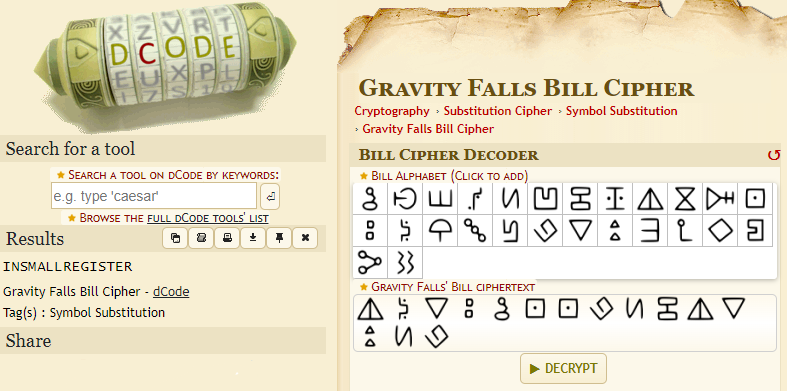 DCODE
Search for a tool
★ SEARCH A TOOL ON DCODE BY KEYWORDS:
e.g. type 'caesar'
★ BROWSE THE FULL DCODE TOOLS' LIST
Results
INSMALLREGISTER
Gravity Falls Bill Cipher - dCode
Tag(s) : Symbol Substitution
Share
GRAVITY FALLS BILL CIPHER
Cryptography › Substitution Cipher › Symbol Substitution
› Gravity Falls Bill Cipher
BILL CIPHER DECODER
★ BILL ALPHABET (CLICK TO ADD)
★ GRAVITY FALLS' BILL CIPHERTEXT
▶ DECRYPT